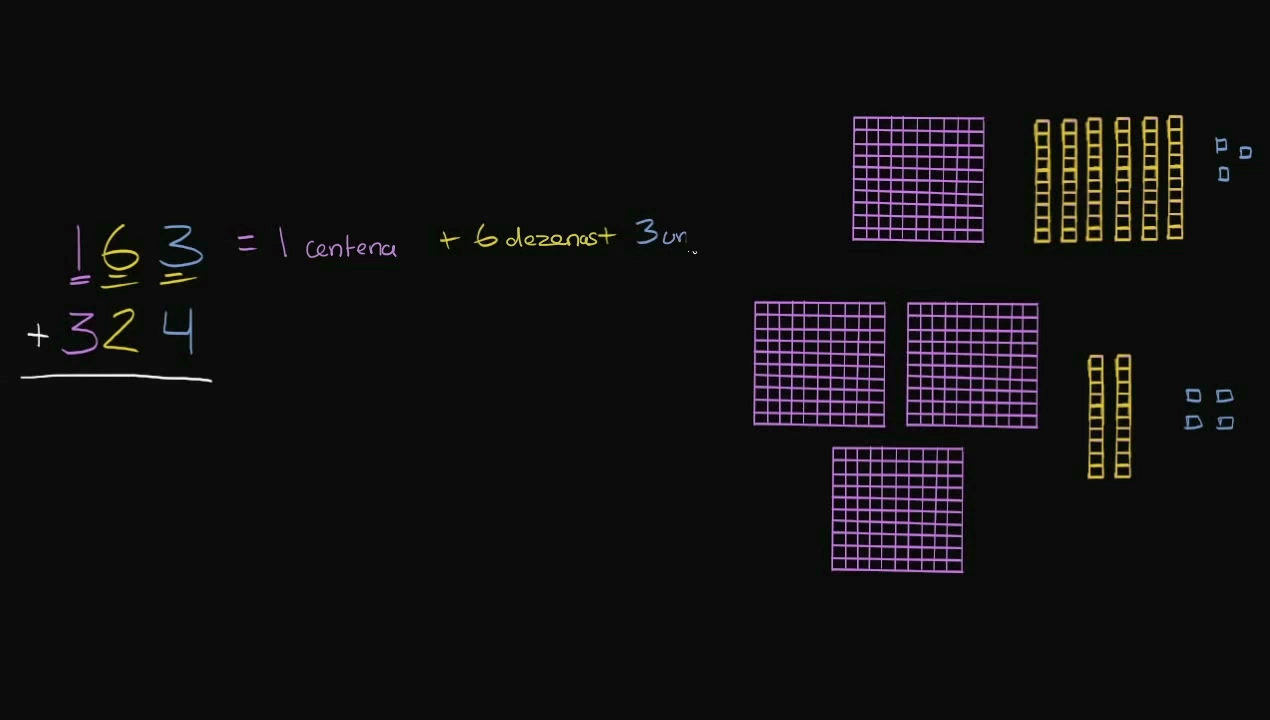 163 = 1 centena + 6 dezenas + 3 un
+ 324